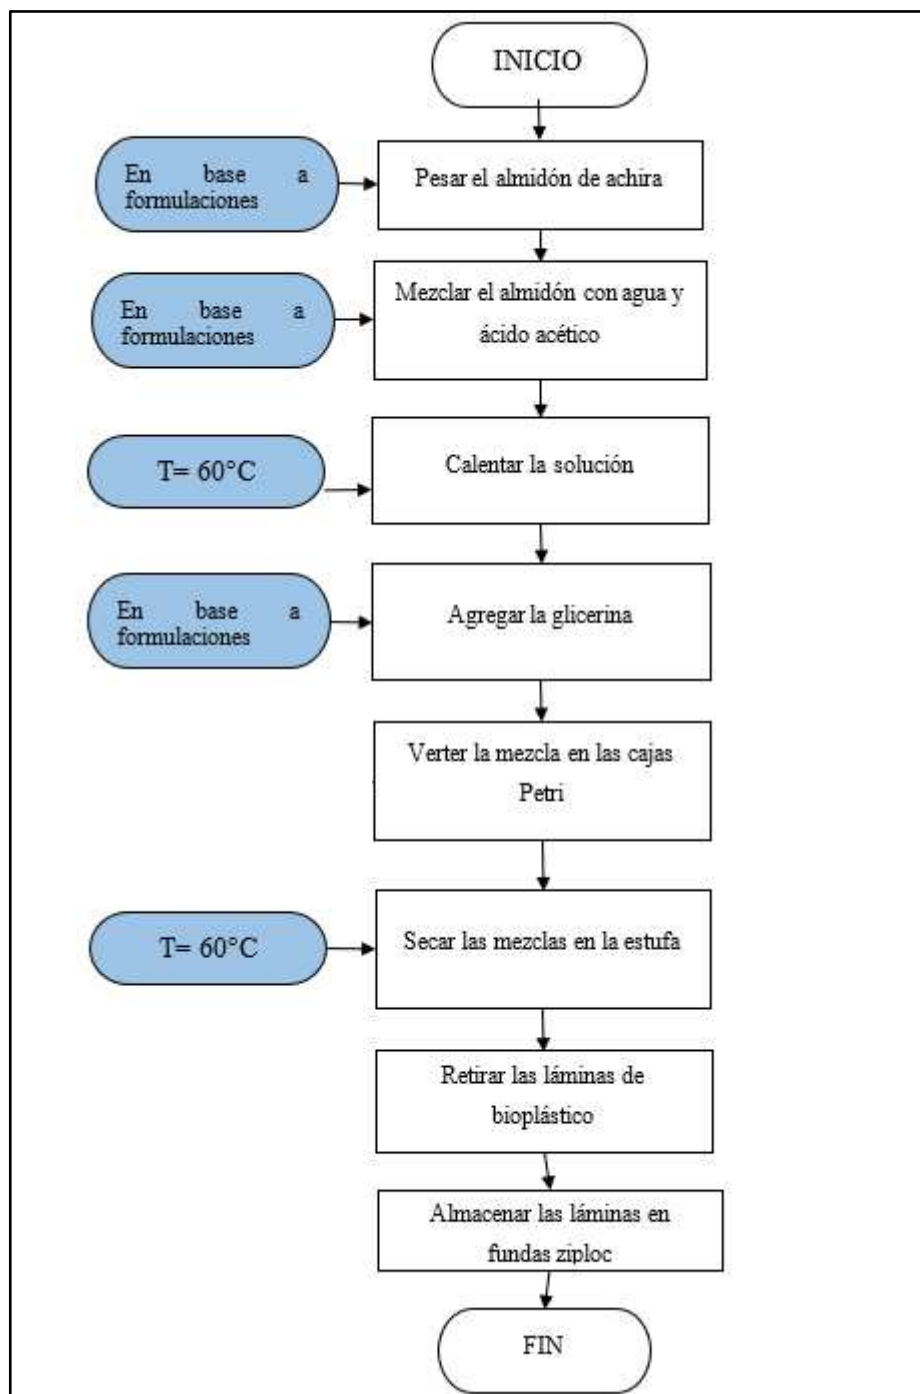 INICIO
En base a
formulaciones
Pesar el almidón de achira
En base a
formulaciones
Mezclar el almidón con agua y
ácido acético
T= 60°C
Calentar la solución
En base a
formulaciones
Agregar la glicerina
Verter la mezcla en las cajas
Petri
T= 60°C
Secar las mezclas en la estufa
Retirar las láminas de
bioplástico
Almacenar las láminas en
fundas ziploc
FIN